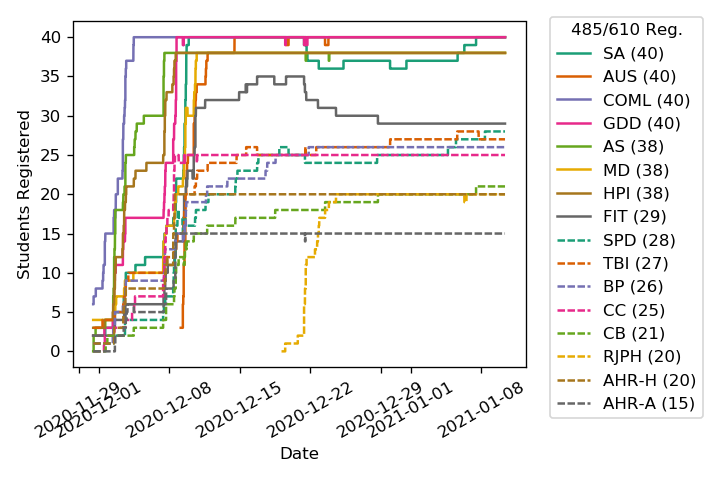 485/610 Reg.
SA (40)
AUS (40)
COML (40)
GDD (40)
AS (38)
MD (38)
HPI (38)
FIT (29)
SPD (28)
TBI (27)
BP (26)
CC (25)
CB (21)
RJPH (20)
AHR-H (20)
AHR-A (15)
Students Registered
40
35
30
25
20
15
10
5
0
2020-11-29
2020-12-01
2020-12-08
2020-12-15
2020-12-22
2020-12-29
2021-01-01
2021-01-08
Date